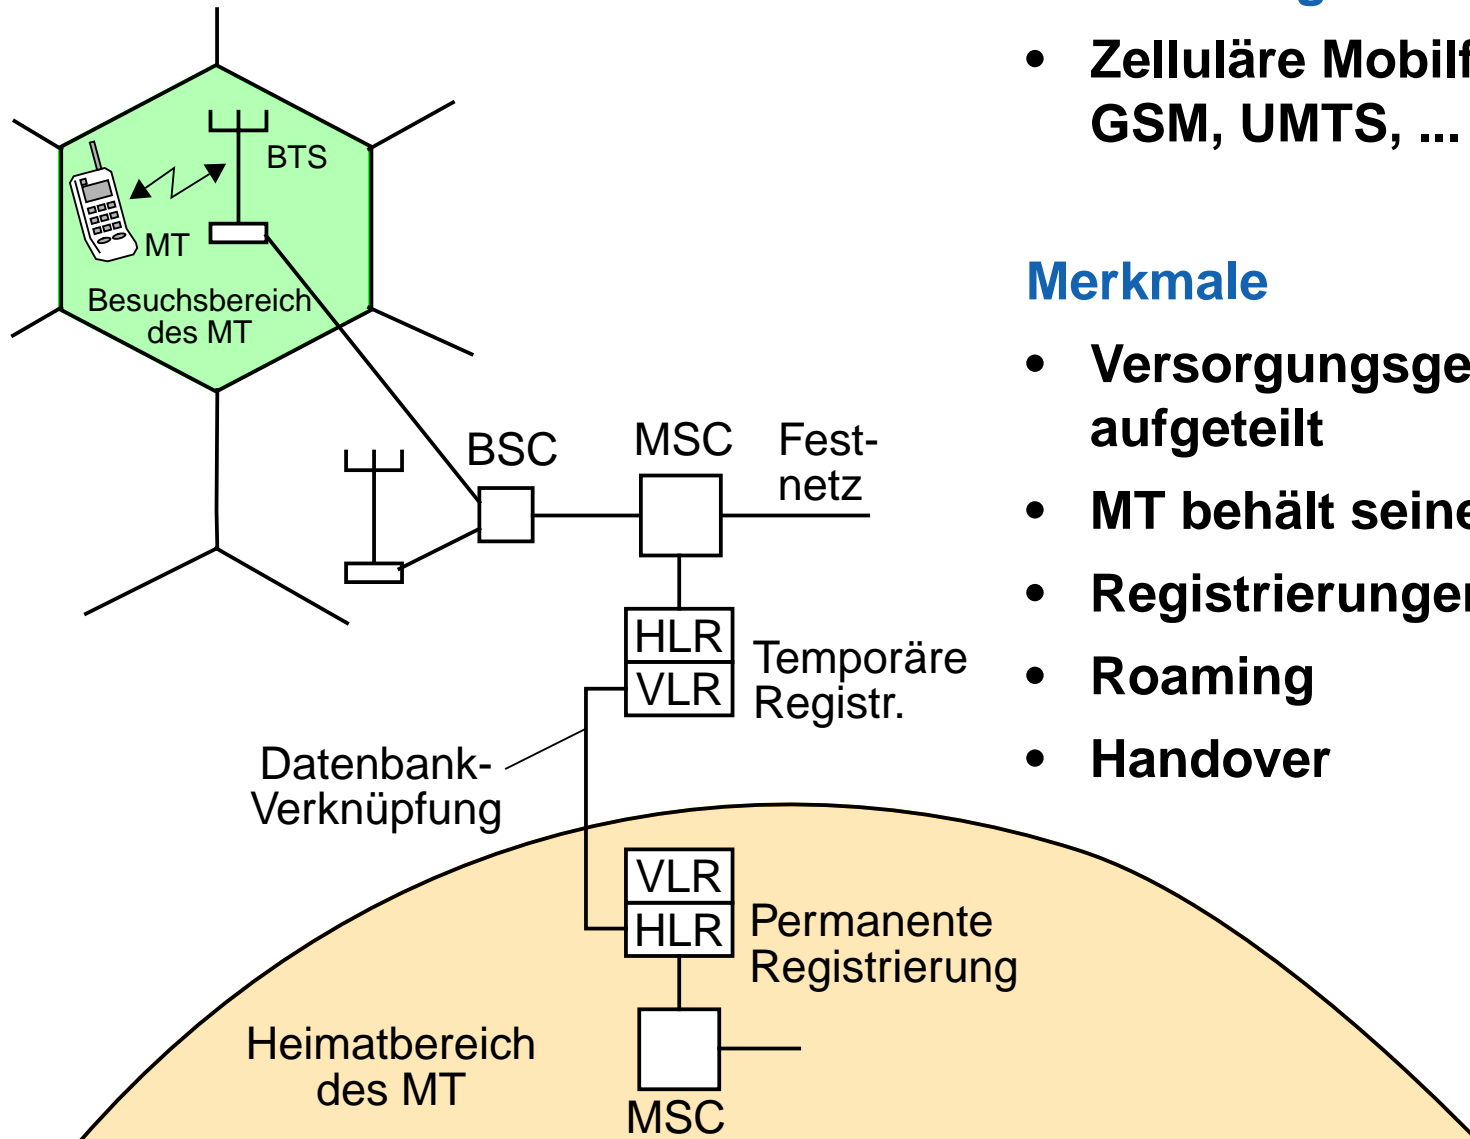 BTS
MT
Besuchsbereich
des MT
BSC
MSC
Fest-
netz
HLR
VLR
Temporäre
Registr.
Datenbank-
Verknüpfung
VLR
HLR
Permanente
Registrierung
Heimatbereich
des MT
MSC
• Zelluläre Mobilf
GSM, UMTS, ...
Merkmale
• Versorgungsge
aufgeteilt
• MT behält seine
• Registrierunge
• Roaming
• Handover